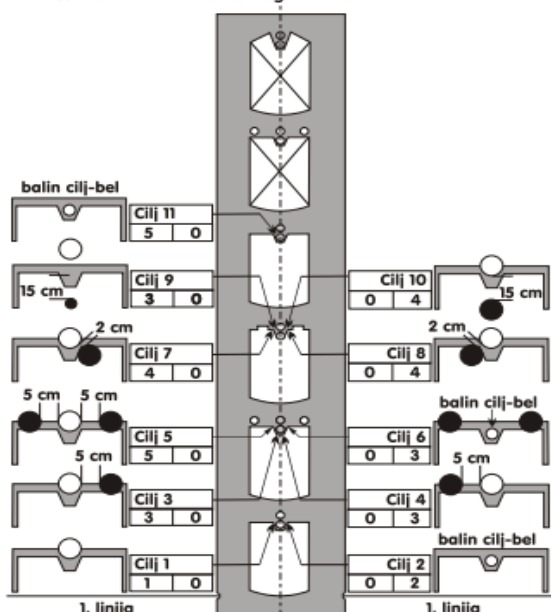 balin cilj-bel
Cilj 11
5 0
Cilj 9
3 0
15 cm
Cilj 10
0 4
15 cm
2 cm
Cilj 7
4 0
2 cm
Cilj 8
0 4
5 cm 5 cm
Cilj 5
5 0
balin cilj-bel
Cilj 6
0 3
5 cm
Cilj 3
3 0
5 cm
Cilj 4
0 3
Cilj 1
1 0
balin cilj-bel
Cilj 2
0 2
1. linija
1. linija